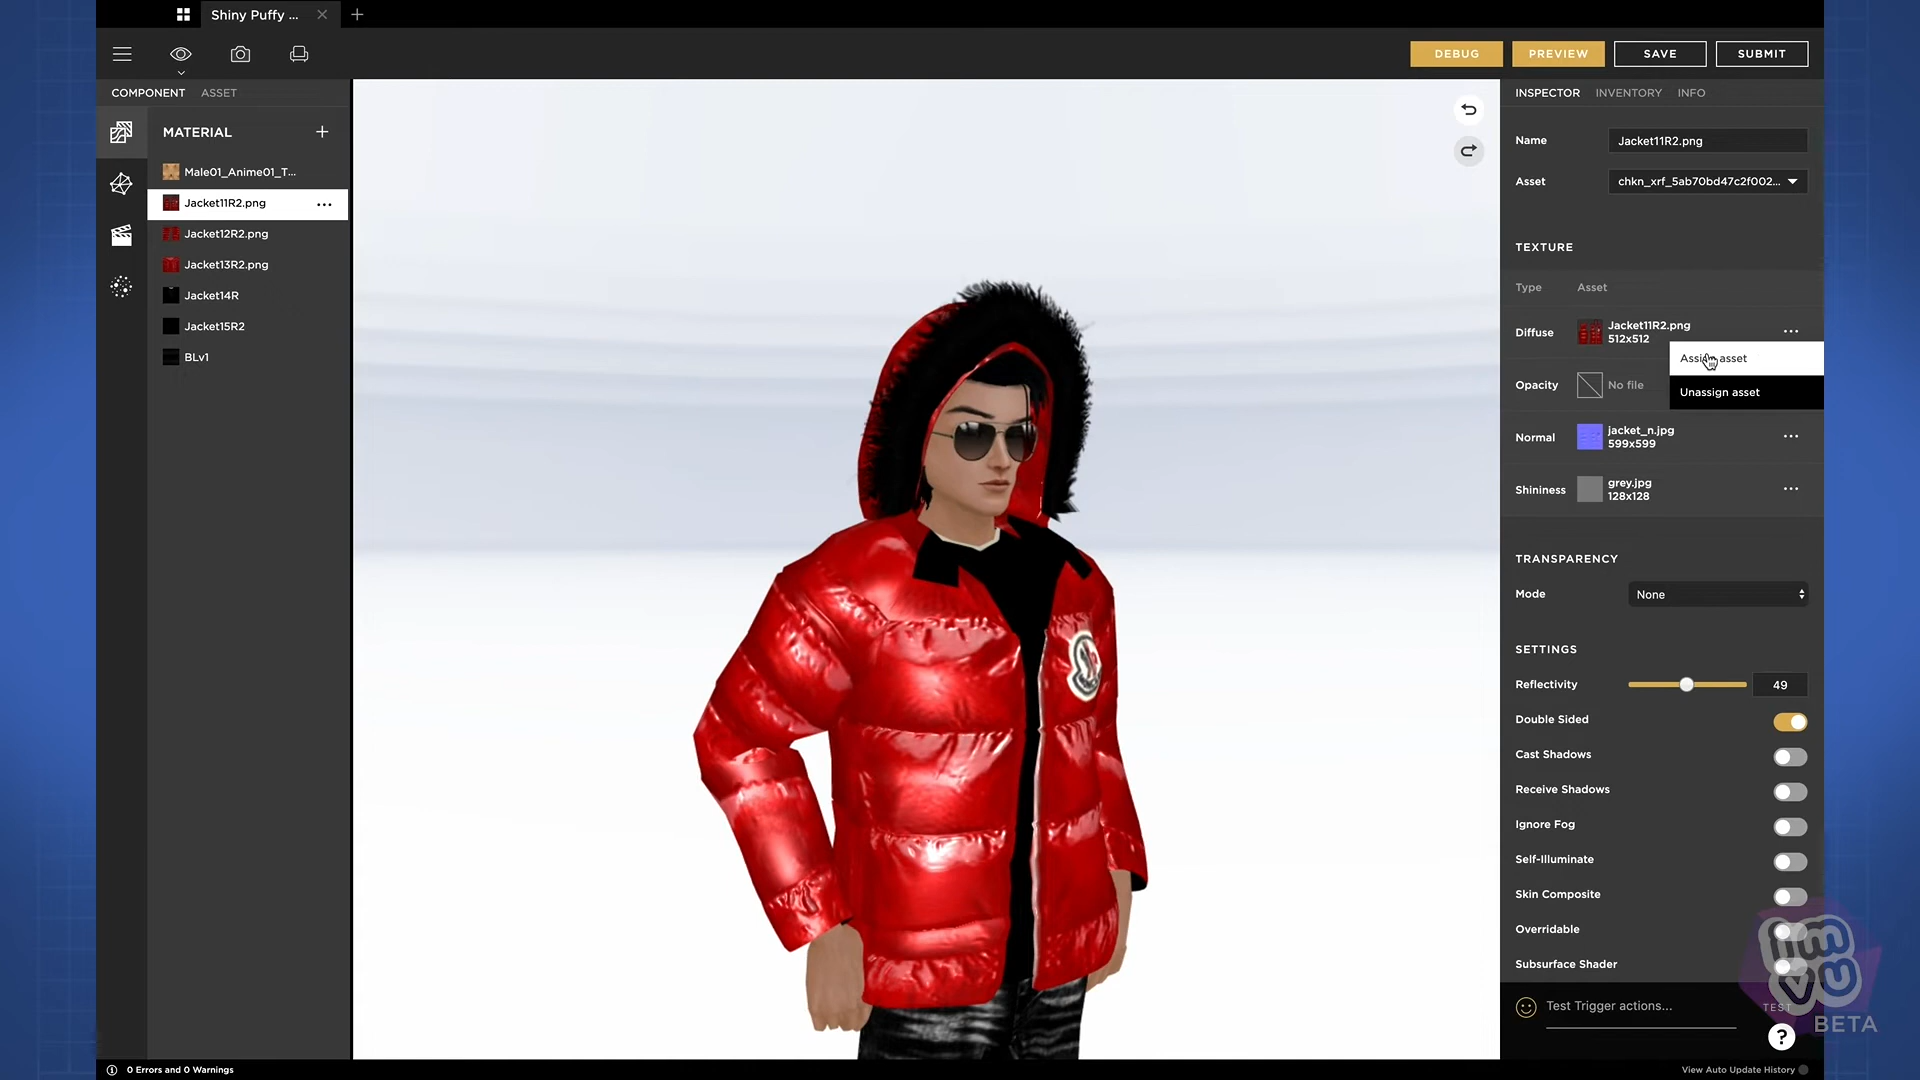 Shiny Puffy ...
DEBUG
PREVIEW
SAVE
SUBMIT
COMPONENT
ASSET
MATERIAL
Male01_Anime01_T...
Jacket11R2.png
Jacket12R2.png
Jacket13R2.png
Jacket14R
Jacket15R2
BLv1
INSPECTOR
INVENTORY
INFO
Name
Jacket11R2.png
Asset
chkn_xrf_5ab70bd47c2f002...
TEXTURE
Type
Asset
Diffuse
Jacket11R2.png
512x512
Assign asset
Unassign asset
Opacity
No file
Normal
jacket_n.jpg
599x599
Shininess
grey.jpg
128x128
TRANSPARENCY
Mode
None
SETTINGS
Reflectivity
49
Double Sided
Cast Shadows
Receive Shadows
Ignore Fog
Self-Illuminate
Skin Composite
Overridable
Subsurface Shader
Test Trigger actions...
TEST
imvu
BETA
?
0 Errors and 0 Warnings
View Auto Update History